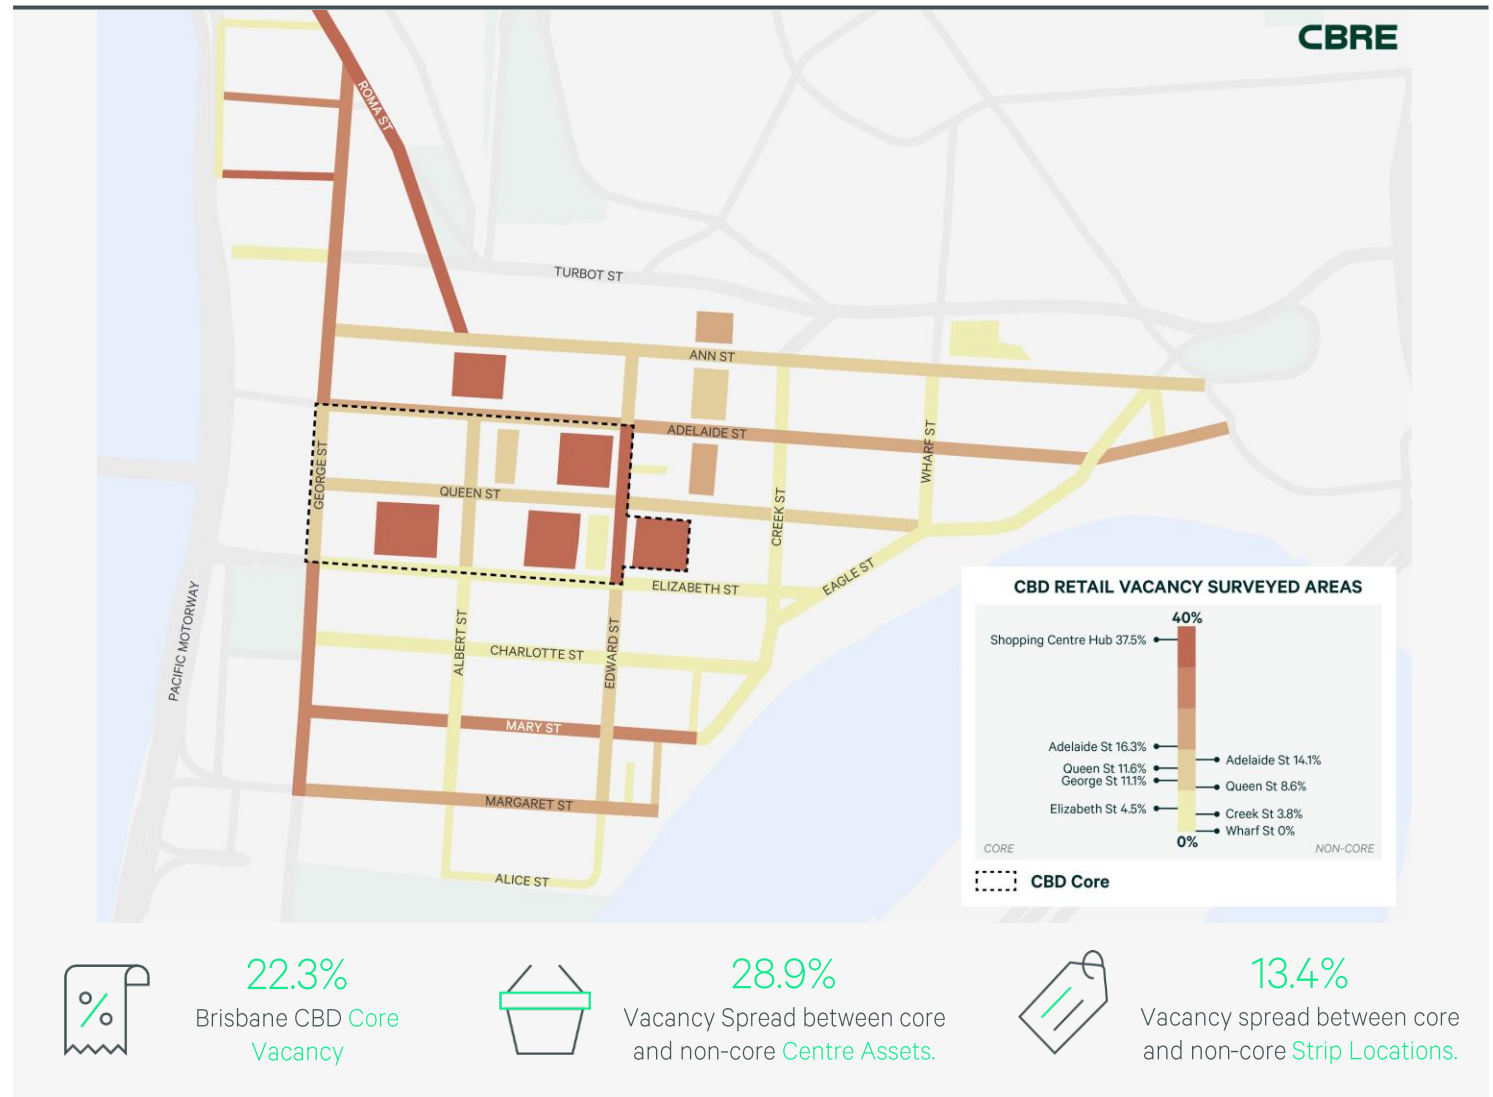 CBRE
ROMA ST
TURBOT ST
ANN ST
ADELAIDE ST
GEORGE ST
QUEEN ST
WHARF ST
CREEK ST
ELIZABETH ST
EAGLE ST
PACIFIC MOTORWAY
ALBERT ST
CHARLOTTE ST
EDWARD ST
MARY ST
MARGARET ST
ALICE ST
CBD RETAIL VACANCY SURVEYED AREAS
40%
Shopping Centre Hub 37.5%
Adelaide St 16.3%
Adelaide St 14.1%
Queen St 11.6%
George St 11.1%
Queen St 8.6%
Elizabeth St 4.5%
Creek St 3.8%
Wharf St 0%
0%
CORE
NON-CORE
CBD Core
%
22.3%
Brisbane CBD Core
Vacancy
28.9%
Vacancy Spread between core
and non-core Centre Assets.
13.4%
Vacancy spread between core
and non-core Strip Locations.